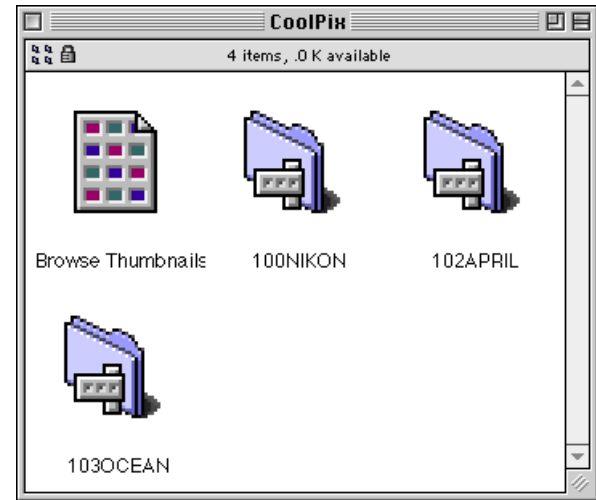 CoolPix
4 items, .0 K available
Browse Thumbnails
100NIKON
102APRIL
103OCEAN